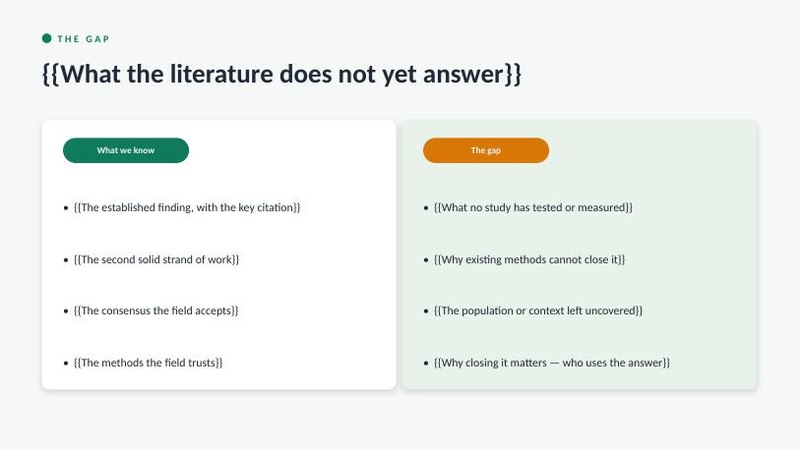 THE GAP
{{What the literature does not yet answer}}
What we know
• {{The established finding, with the key citation}}
• {{The second solid strand of work}}
• {{The consensus the field accepts}}
• {{The methods the field trusts}}
The gap
• {{What no study has tested or measured}}
• {{Why existing methods cannot close it}}
• {{The population or context left uncovered}}
• {{Why closing it matters — who uses the answer}}